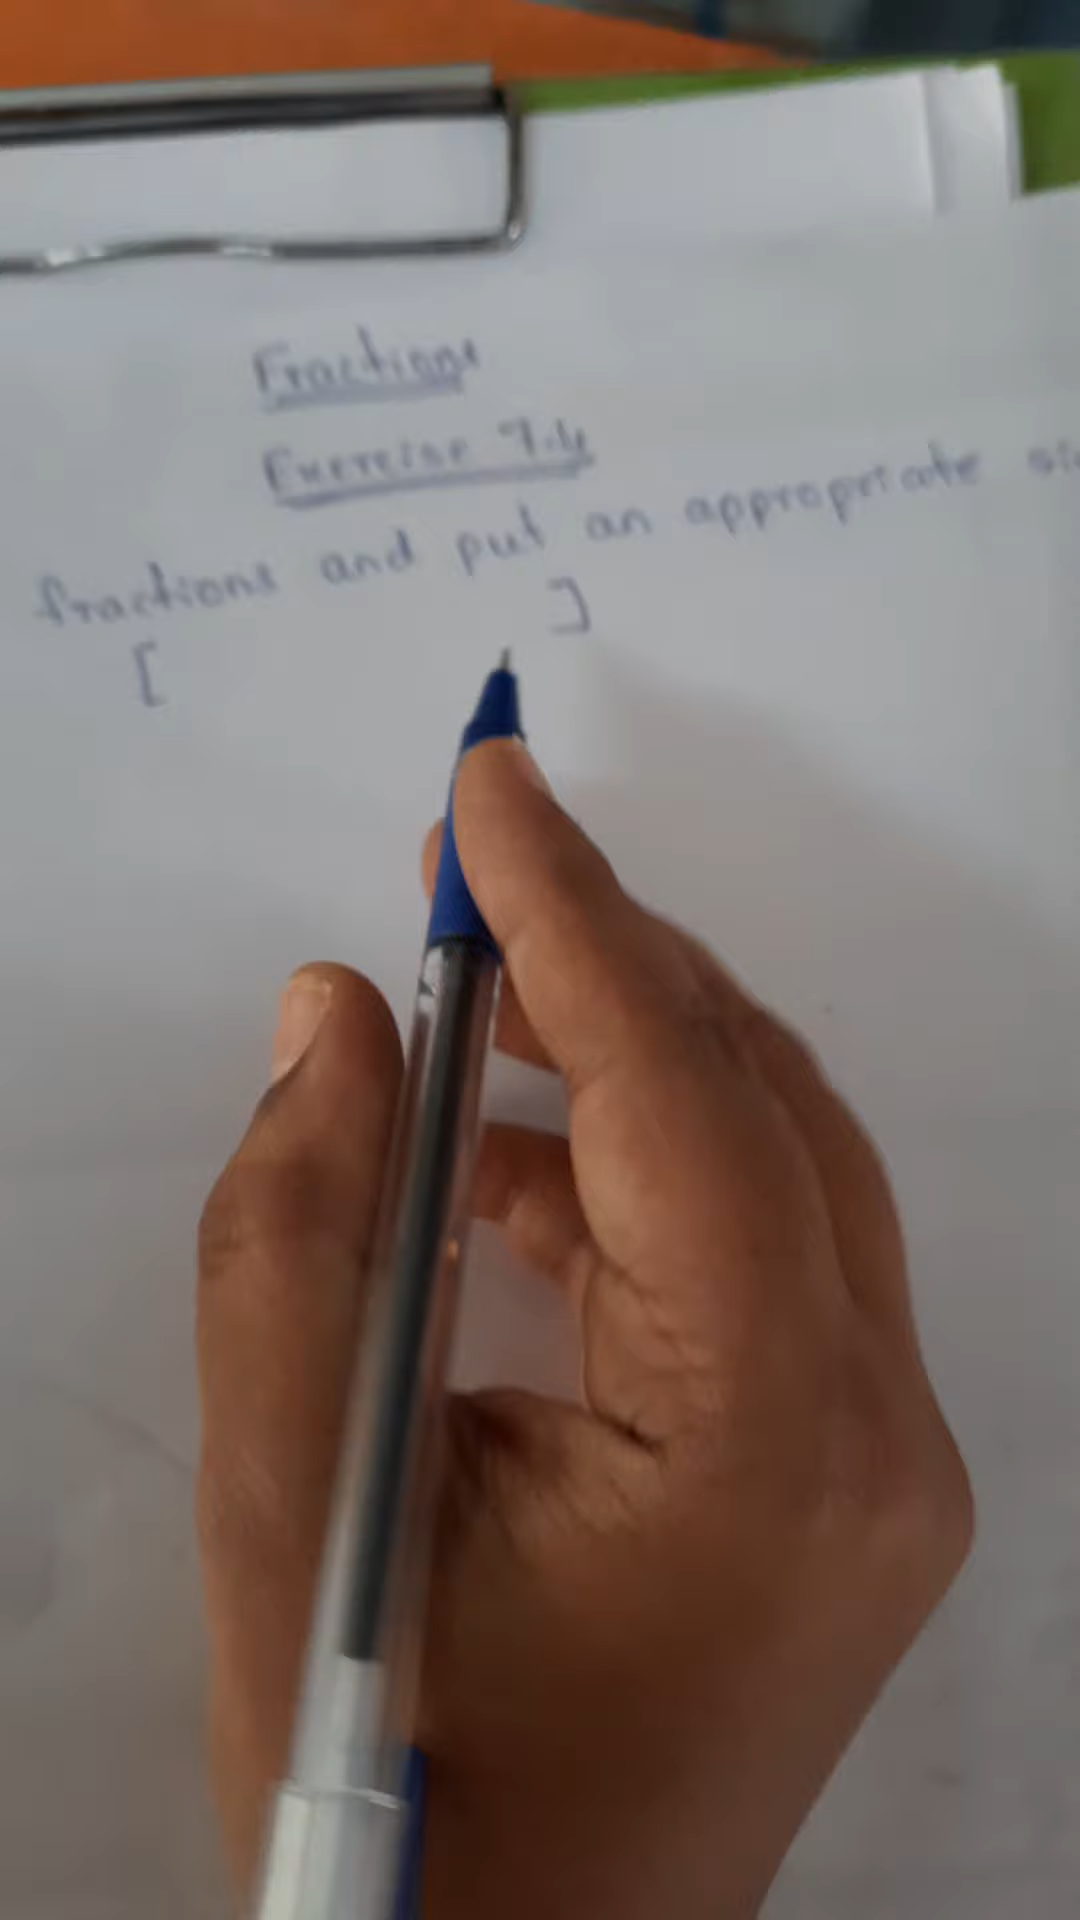 Fractions
Exercise 7.4
fractions and put an appropriate
[ ]